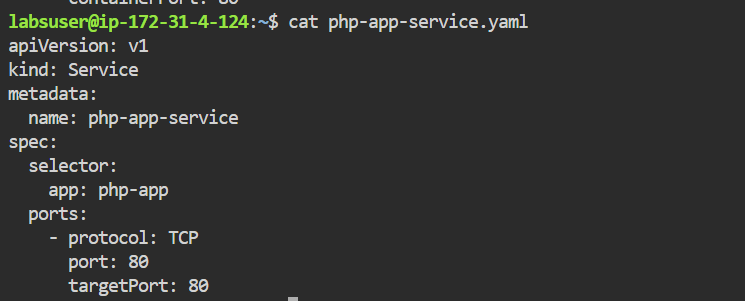 containerPort: 80
labsuser@ip-172-31-4-124:~$ cat php-app-service.yaml
apiVersion: v1
kind: Service
metadata:
  name: php-app-service
spec:
  selector:
    app: php-app
  ports:
    - protocol: TCP
      port: 80
      targetPort: 80